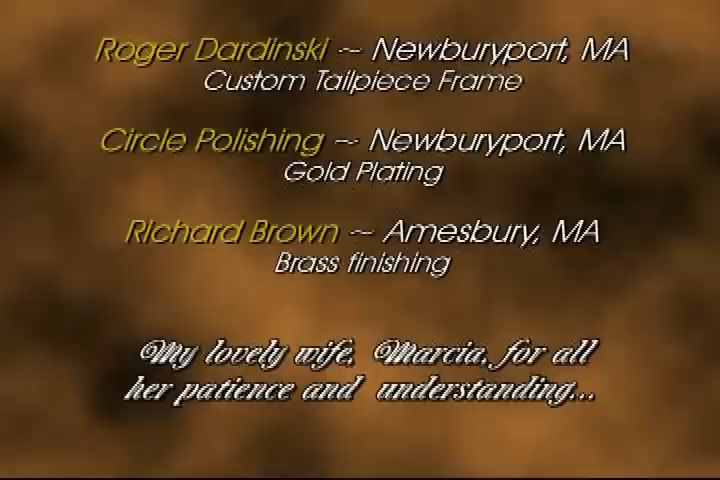 Roger Dardinski ~ Newburyport, MA
Custom Tailpiece Frame
Circle Polishing ~ Newburyport, MA
Gold Plating
Richard Brown ~ Amesbury, MA
Brass finishing
My lovely wife, Marcia, for all
her patience and understanding...